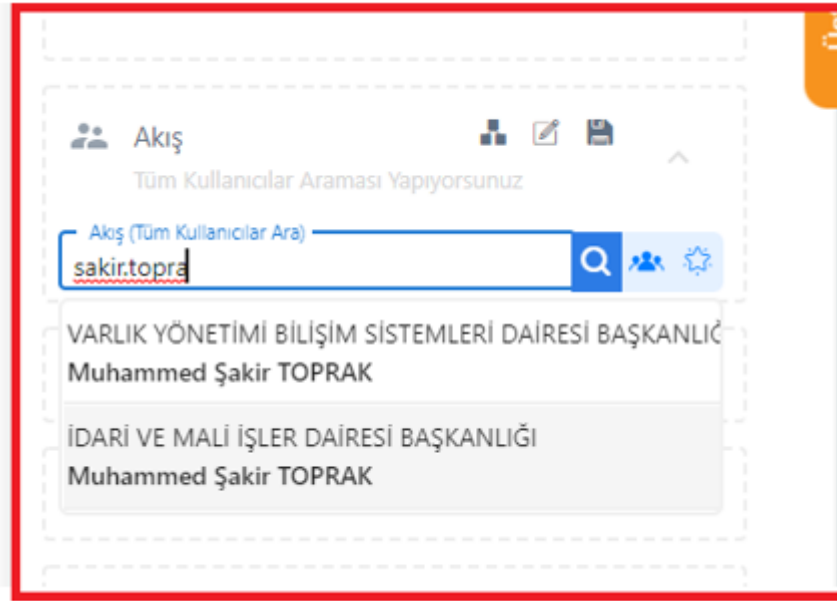 Akış
Tüm Kullanıcılar Araması Yapıyorsunuz
Akış (Tüm Kullanıcılar Ara)
sakir.topra
VARLIK YÖNETİMİ BİLİŞİM SİSTEMLERİ DAİRESİ
Muhammed Şakir TOPRAK
İDARİ VE MALİ İŞLER DAİRESİ BAŞKANLIĞI
Muhammed Şakir TOPRAK